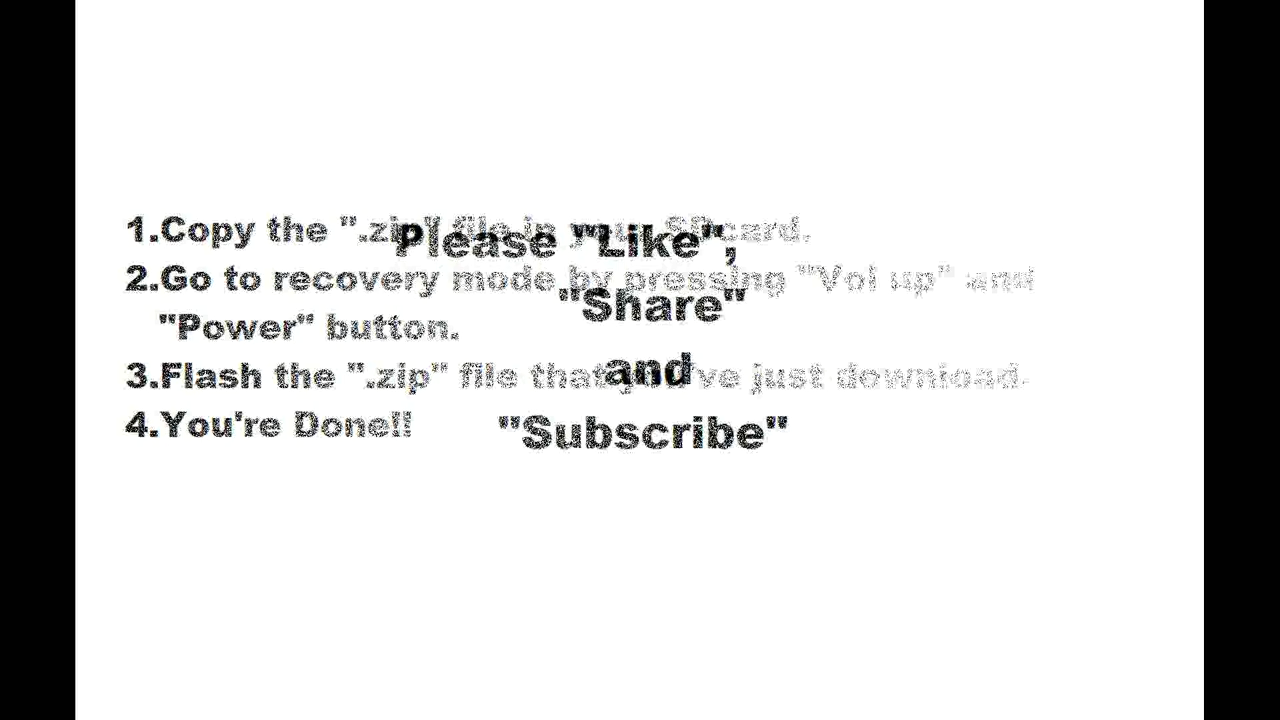 1.Copy the ".zip" file in your SDcard.
2.Go to recovery mode by pressing "Vol up" and
"Power" button.
3.Flash the ".zip" file that you've just download.
4.You're Done!!
Please "Like",
"Share"
and
"Subscribe"